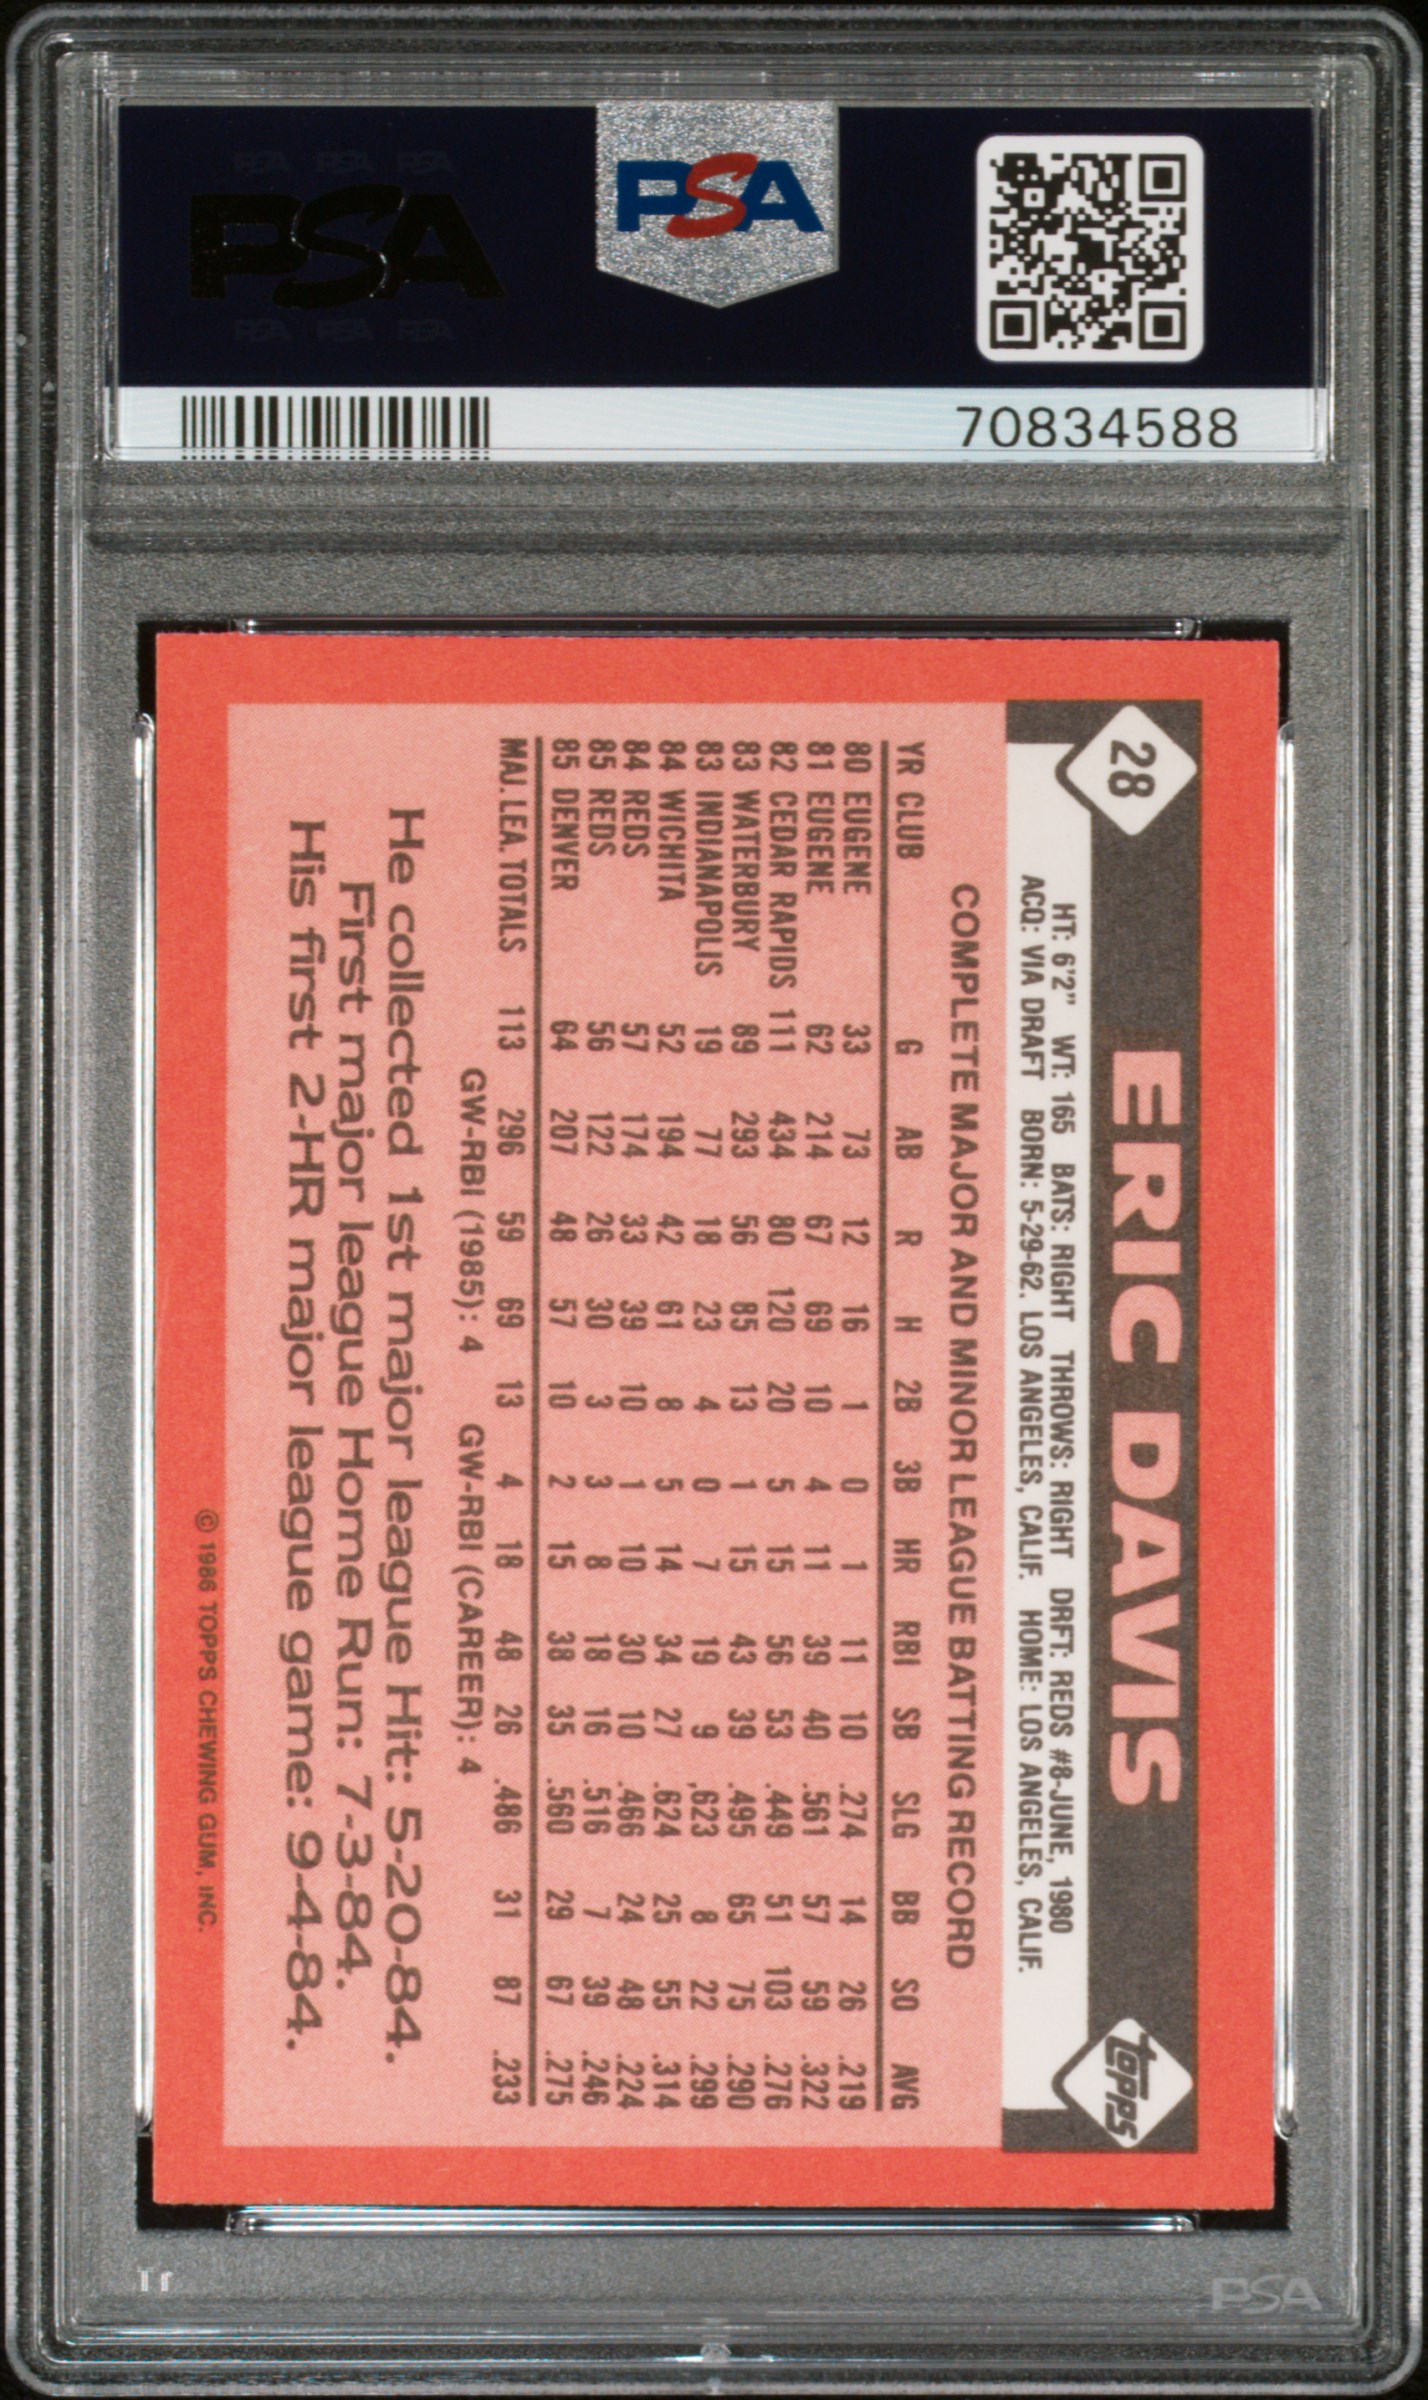 PSA PSA PSA
PSA
PSA PSA PSA
PSA
70834588
28
ERIC DAVIS
topps
HT: 6'2" WT: 165 BATS: RIGHT THROWS: RIGHT DRFT: REDS #8-JUNE, 1980
ACQ: VIA DRAFT BORN: 5-29-62, LOS ANGELES, CALIF. HOME: LOS ANGELES, CALIF.
COMPLETE MAJOR AND MINOR LEAGUE BATTING RECORD
YR CLUB G AB R H 2B 3B HR RBI SB SLG BB SO AVG
80 EUGENE 33 73 12 16 1 0 1 11 10 .274 14 26 .219
81 EUGENE 62 214 67 69 10 4 11 39 40 .561 57 59 .322
82 CEDAR RAPIDS 111 434 80 120 20 5 15 56 53 .449 51 103 .276
83 WATERBURY 89 293 56 85 13 1 15 43 39 .495 65 75 .290
83 INDIANAPOLIS 19 77 18 23 4 0 7 19 9 ,623 8 22 .299
84 WICHITA 52 194 42 61 8 5 14 34 27 .624 25 55 .314
84 REDS 57 174 33 39 10 1 10 30 10 .466 24 48 .224
85 REDS 56 122 26 30 3 3 8 18 16 .516 7 39 .246
85 DENVER 64 207 48 57 10 2 15 38 35 .560 29 67 .275
MAJ. LEA. TOTALS 113 296 59 69 13 4 18 48 26 .486 31 87 .233
GW-RBI (1985): 4 GW-RBI (CAREER): 4
He collected 1st major league Hit: 5-20-84.
First major league Home Run: 7-3-84.
His first 2-HR major league game: 9-4-84.
© 1986 TOPPS CHEWING GUM, INC.
PSA